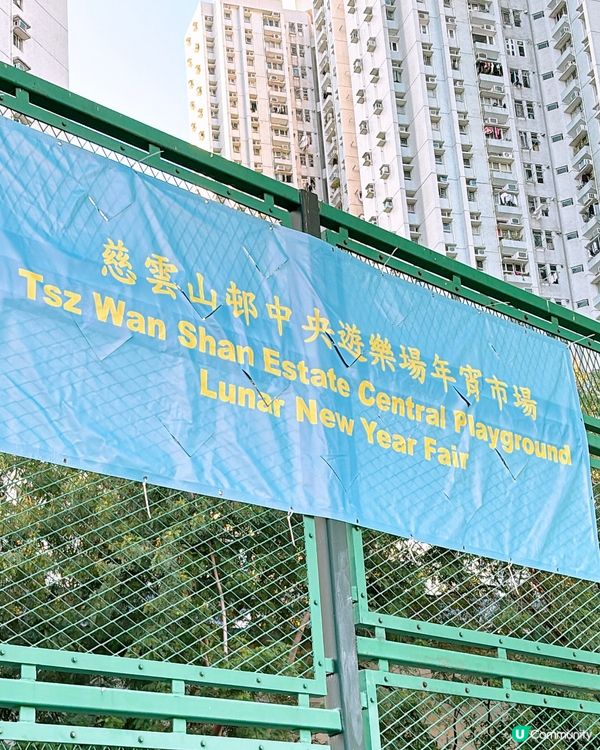 慈雲山邨中央遊樂場年宵市場
Tsz Wan Shan Estate Central Playground
Lunar New Year Fair
U Community